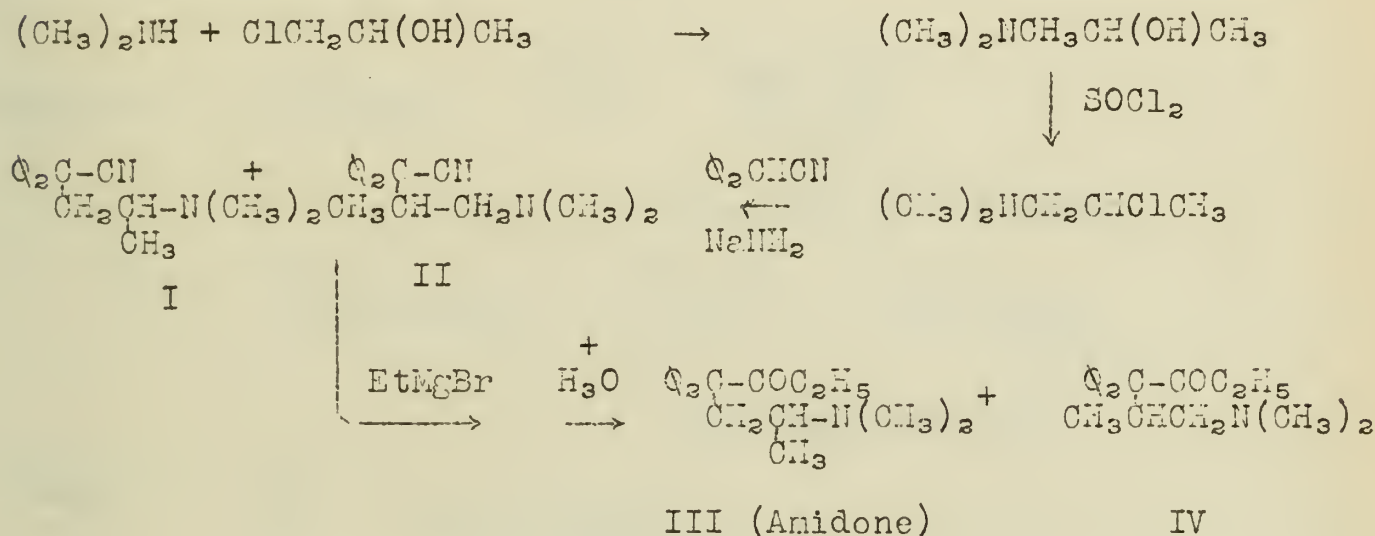 (CH₃)₂NH + ClCH₂CH(OH)CH₃ → (CH₃)₂NCH₃CH(OH)CH₃
SOCl₂
Φ₂C-CN + Φ₂C-CN Φ₂CHCN
CH₂CH-N(CH₃)₂CH₃CH-CH₂N(CH₃)₂ ← (CH₃)₂NCH₂CHClCH₃
CH₃ NaNH₂
I II
+
EtMgBr H₃O Φ₂C-COC₂H₅ + Φ₂C-COC₂H₅
→ → CH₂CH-N(CH₃)₂ CH₃CHCH₂N(CH₃)₂
CH₃
III (Amidone) IV